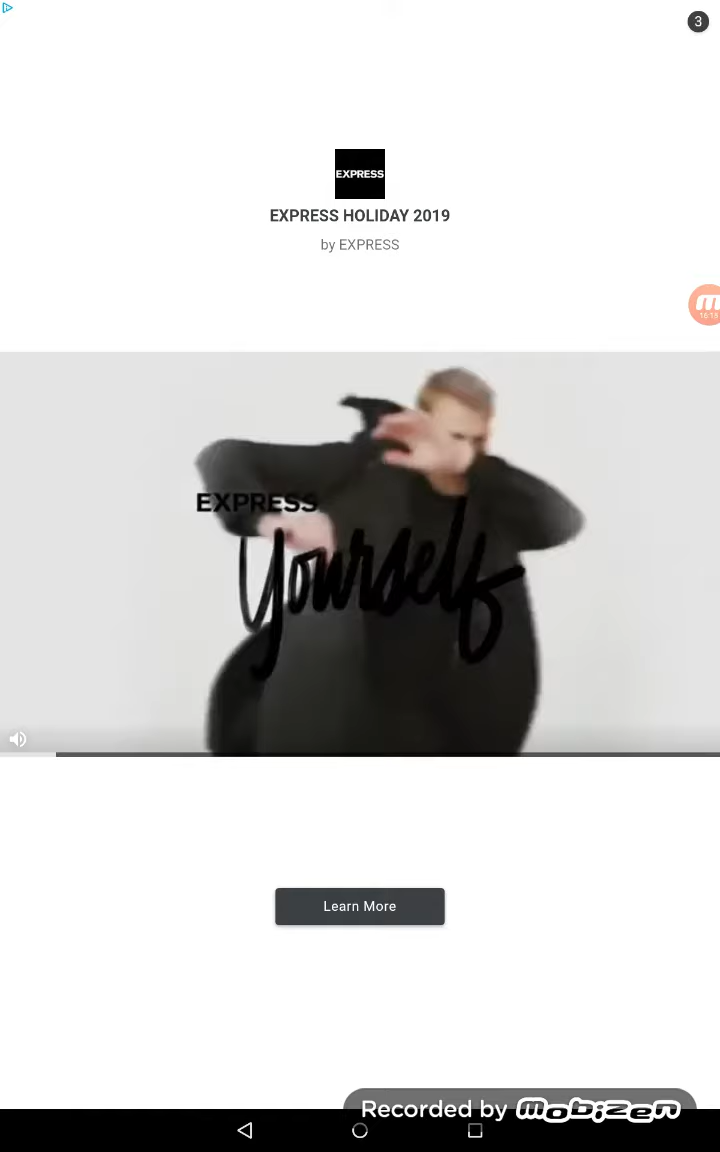 3
EXPRESS
EXPRESS HOLIDAY 2019
by EXPRESS
EXPRESS
yourself
Learn More
Recorded by mobizen